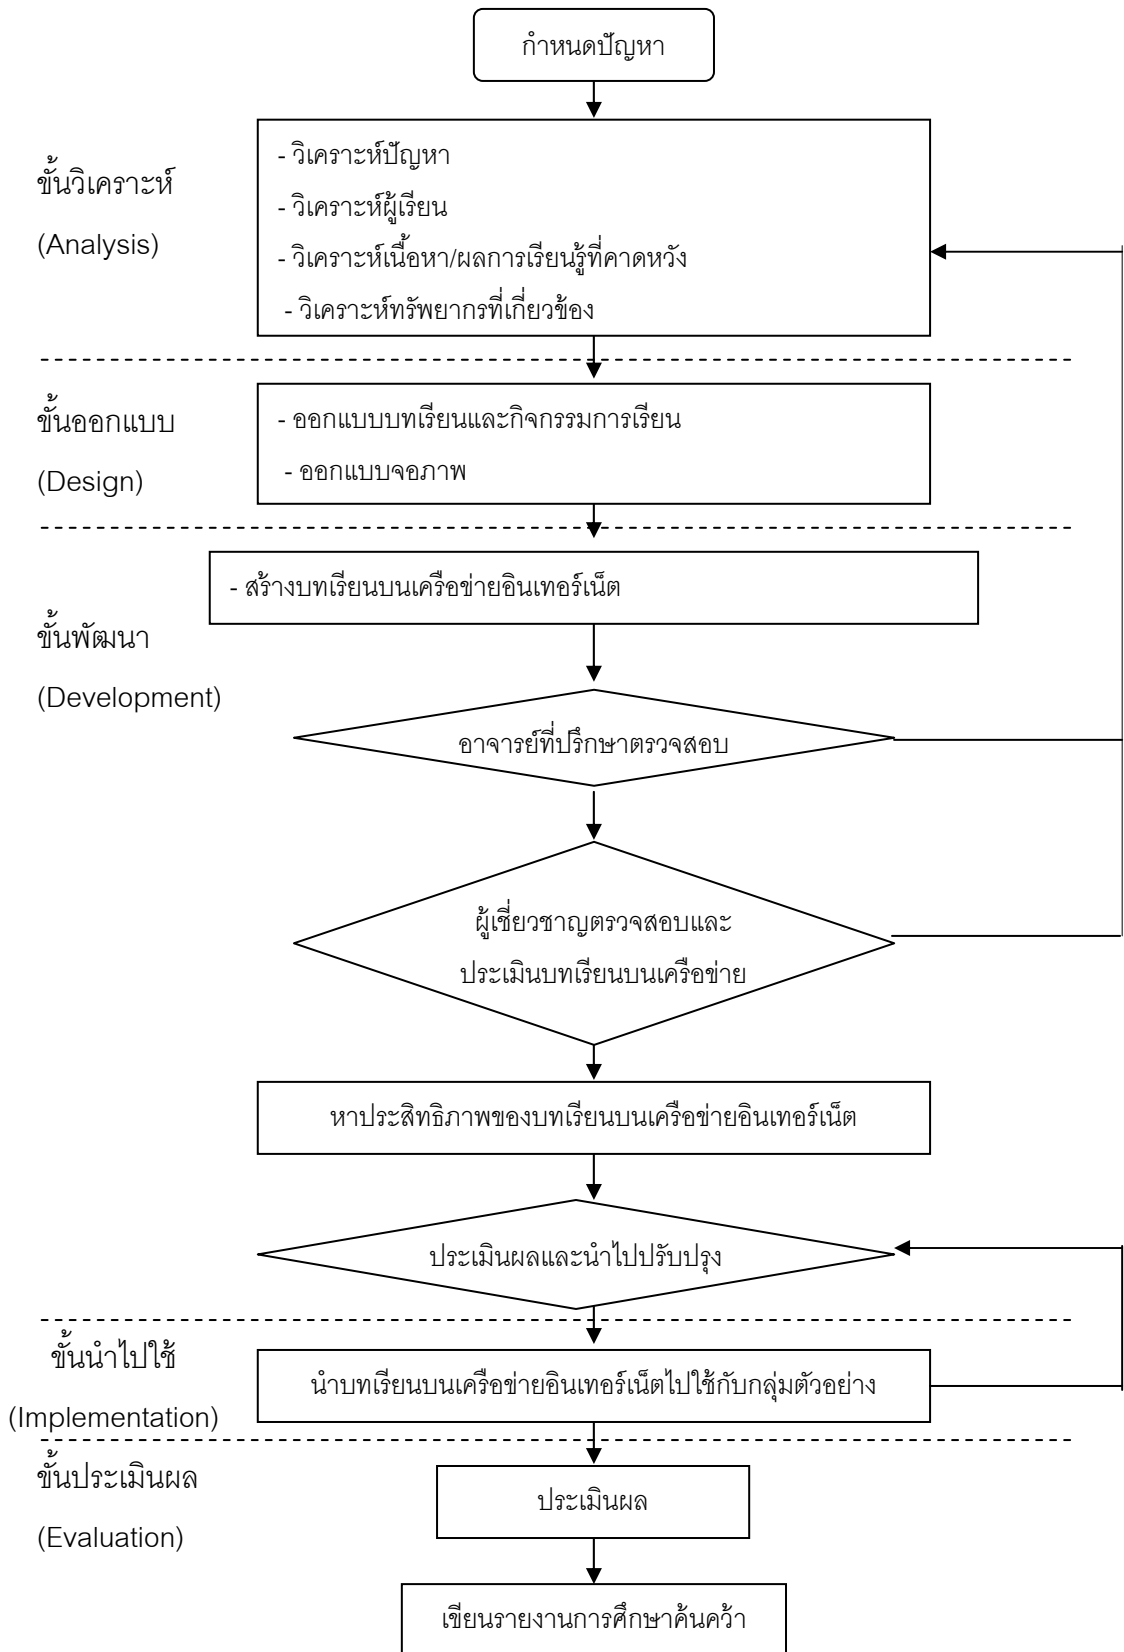 กำหนดปัญหา
ขั้นวิเคราะห์
(Analysis)
- วิเคราะห์ปัญหา
- วิเคราะห์ผู้เรียน
- วิเคราะห์เนื้อหา/ผลการเรียนรู้ที่คาดหวัง
- วิเคราะห์ทรัพยากรที่เกี่ยวข้อง
ขั้นออกแบบ
(Design)
- ออกแบบบทเรียนและกิจกรรมการเรียน
- ออกแบบจอภาพ
ขั้นพัฒนา
(Development)
- สร้างบทเรียนบนเครือข่ายอินเทอร์เน็ต
อาจารย์ที่ปรึกษาตรวจสอบ
ผู้เชี่ยวชาญตรวจสอบและ
ประเมินบทเรียนบนเครือข่าย
หาประสิทธิภาพของบทเรียนบนเครือข่ายอินเทอร์เน็ต
ประเมินผลและนำไปปรับปรุง
ขั้นนำไปใช้
(Implementation)
นำบทเรียนบนเครือข่ายอินเทอร์เน็ตไปใช้กับกลุ่มตัวอย่าง
ขั้นประเมินผล
(Evaluation)
ประเมินผล
เขียนรายงานการศึกษาค้นคว้า